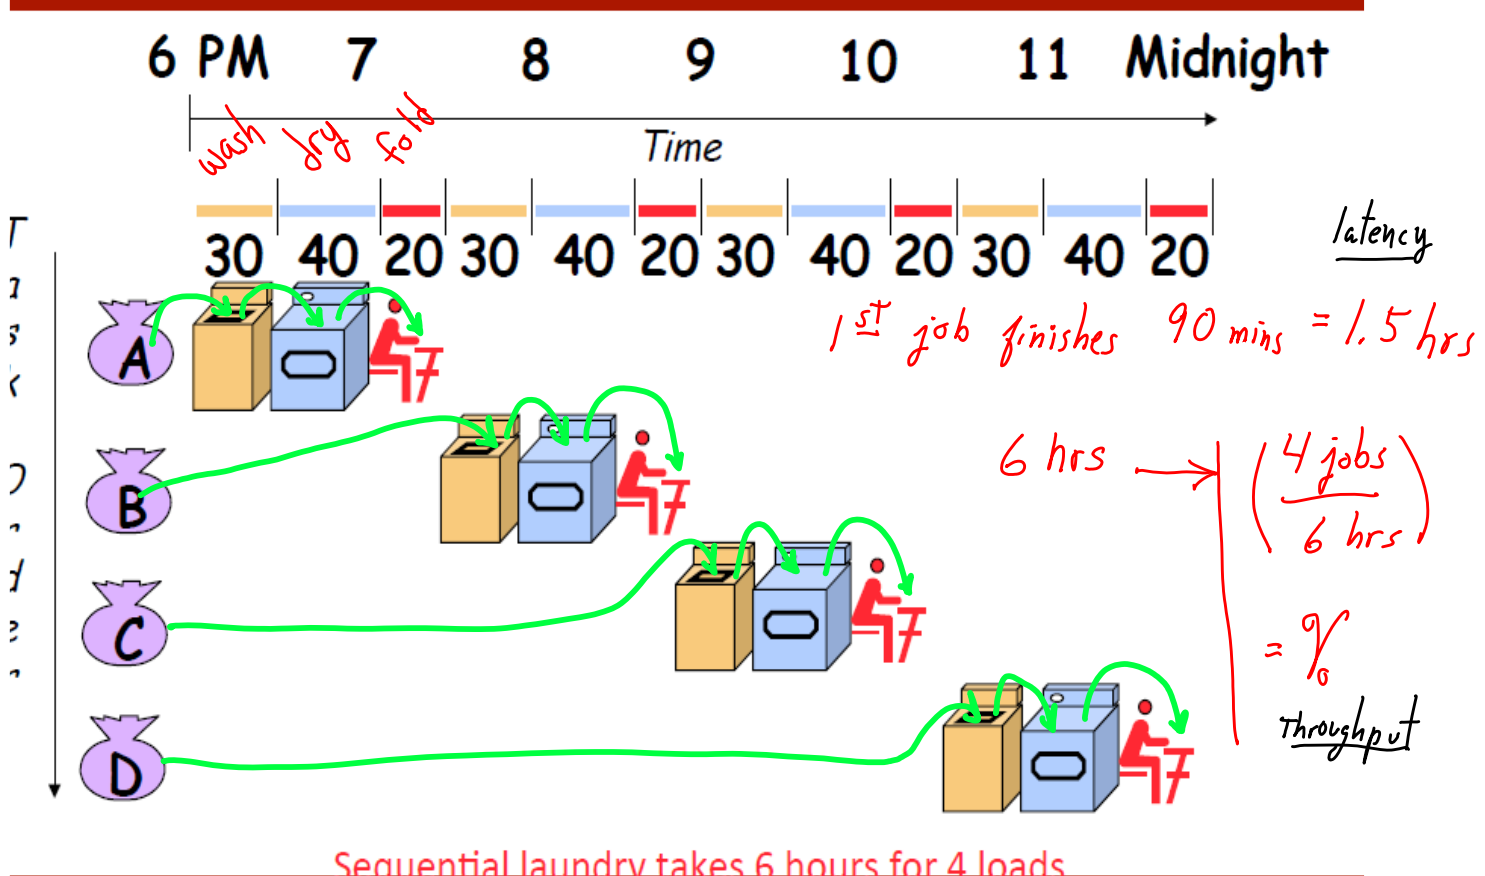 6 PM 7 8 9 10 11 Midnight
wash dry fold
Time
30 40 20 30 40 20 30 40 20 30 40 20
latency
1st job finishes 90 mins = 1.5 hrs
A
6 hrs
4 jobs
6 hrs
B
C
= %
Throughput
D
Sequential laundry takes 6 hours for 4 loads